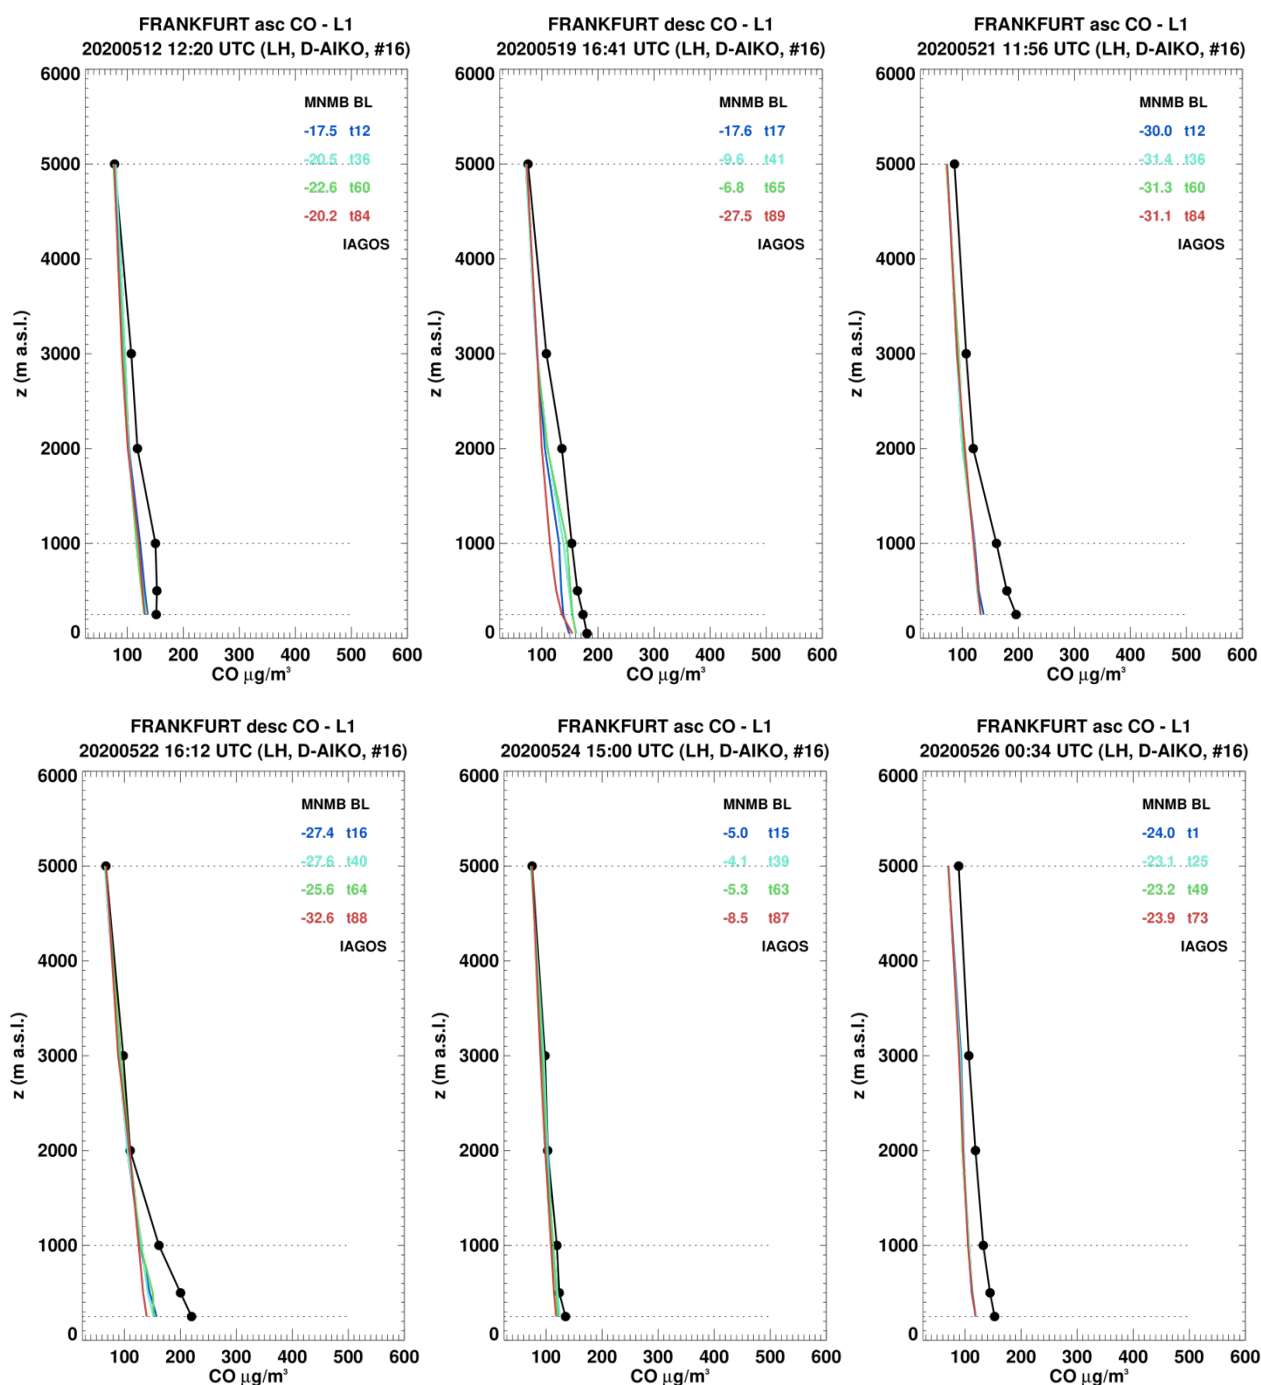 FRANKFURT asc CO - L1
20200512 12:20 UTC (LH, D-AIKO, #16)
6000
5000
4000
3000
2000
1000
0
z (m a.s.l.)
MNMB BL
-17.5 t12
-20.5 t36
-22.6 t60
-20.2 t84
IAGOS
100 200 300 400 500 600
CO μg/m³
FRANKFURT desc CO - L1
20200519 16:41 UTC (LH, D-AIKO, #16)
6000
5000
4000
3000
2000
1000
0
z (m a.s.l.)
MNMB BL
-17.6 t17
-9.6 t41
-6.8 t65
-27.5 t89
IAGOS
100 200 300 400 500 600
CO μg/m³
FRANKFURT asc CO - L1
20200521 11:56 UTC (LH, D-AIKO, #16)
6000
5000
4000
3000
2000
1000
0
z (m a.s.l.)
MNMB BL
-30.0 t12
-31.4 t36
-31.3 t60
-31.1 t84
IAGOS
100 200 300 400 500 600
CO μg/m³
FRANKFURT desc CO - L1
20200522 16:12 UTC (LH, D-AIKO, #16)
6000
5000
4000
3000
2000
1000
0
z (m a.s.l.)
MNMB BL
-27.4 t16
-27.6 t40
-25.6 t64
-32.6 t88
IAGOS
100 200 300 400 500 600
CO μg/m³
FRANKFURT asc CO - L1
20200524 15:00 UTC (LH, D-AIKO, #16)
6000
5000
4000
3000
2000
1000
0
z (m a.s.l.)
MNMB BL
-5.0 t15
-4.1 t39
-5.3 t63
-8.5 t87
IAGOS
100 200 300 400 500 600
CO μg/m³
FRANKFURT asc CO - L1
20200526 00:34 UTC (LH, D-AIKO, #16)
6000
5000
4000
3000
2000
1000
0
z (m a.s.l.)
MNMB BL
-24.0 t1
-23.1 t25
-23.2 t49
-23.9 t73
IAGOS
100 200 300 400 500 600
CO μg/m³